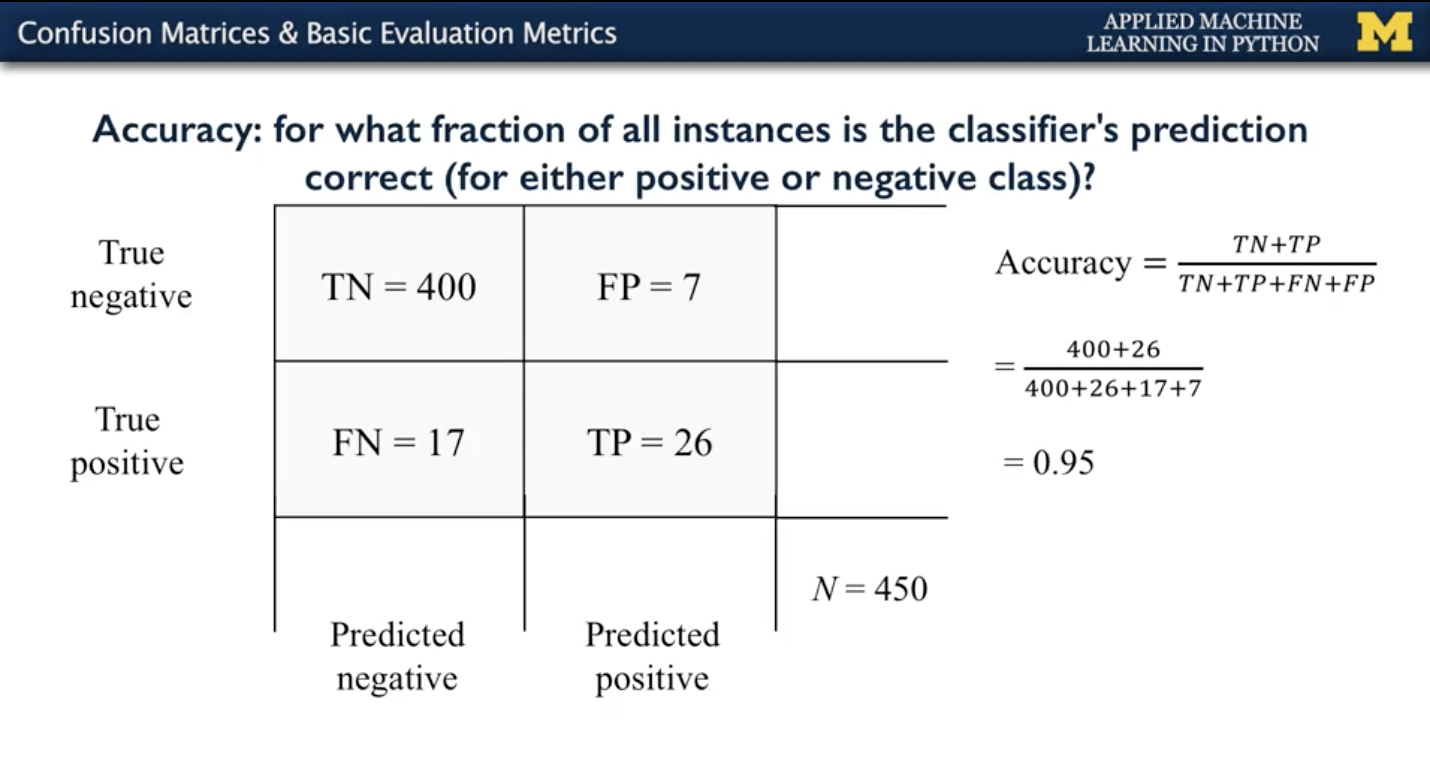 Confusion Matrices & Basic Evaluation Metrics
APPLIED MACHINE
LEARNING IN PYTHON
M
Accuracy: for what fraction of all instances is the classifier's prediction
correct (for either positive or negative class)?
True
negative
TN = 400
FP = 7
True
positive
FN = 17
TP = 26
Predicted
negative
Predicted
positive
N = 450
Accuracy = TN+TP / TN+TP+FN+FP
= 400+26 / 400+26+17+7
= 0.95